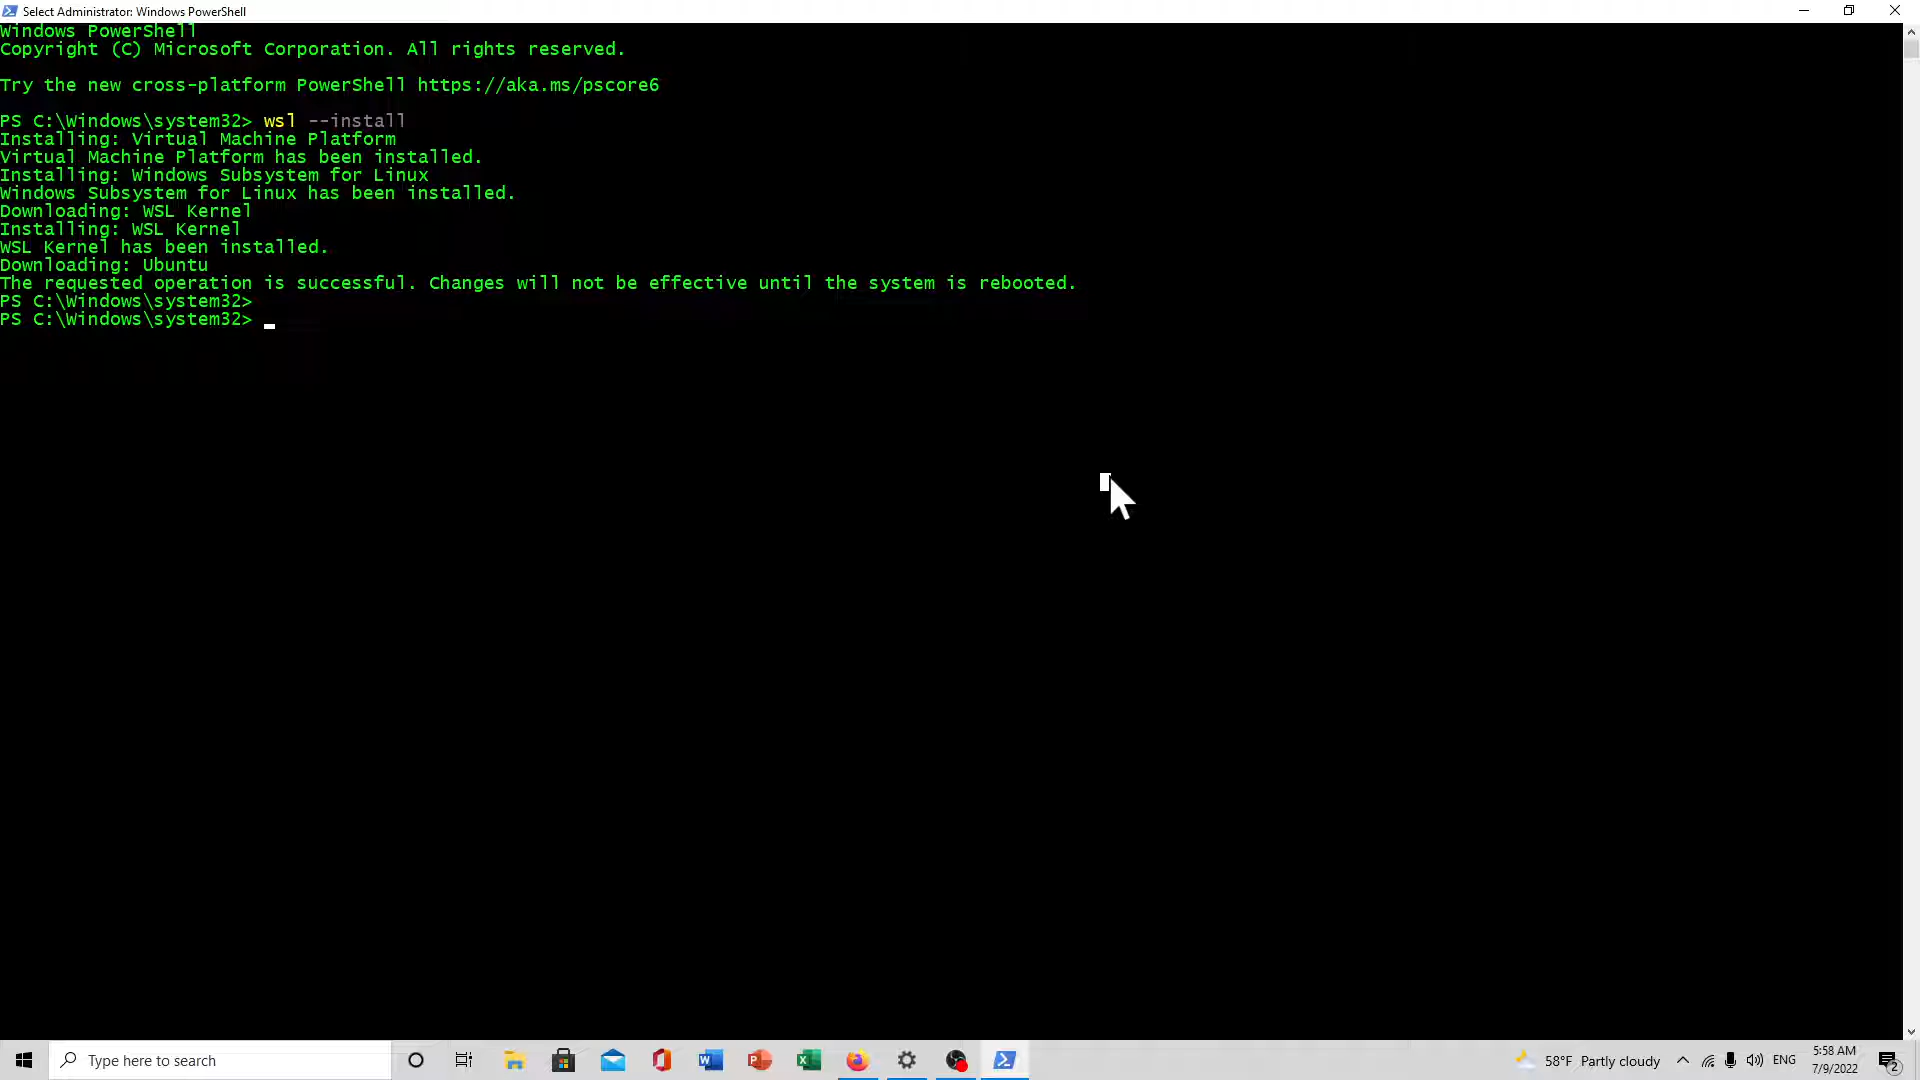 Select Administrator: Windows PowerShell
Windows PowerShell
Copyright (C) Microsoft Corporation. All rights reserved.
Try the new cross-platform PowerShell https://aka.ms/pscore6
PS C:\Windows\system32> wsl --install
Installing: Virtual Machine Platform
Virtual Machine Platform has been installed.
Installing: Windows Subsystem for Linux
Windows Subsystem for Linux has been installed.
Downloading: WSL Kernel
Installing: WSL Kernel
WSL Kernel has been installed.
Downloading: Ubuntu
The requested operation is successful. Changes will not be effective until the system is rebooted.
PS C:\Windows\system32>
PS C:\Windows\system32>
Type here to search
58°F Partly cloudy
ENG
5:58 AM
7/9/2022
2